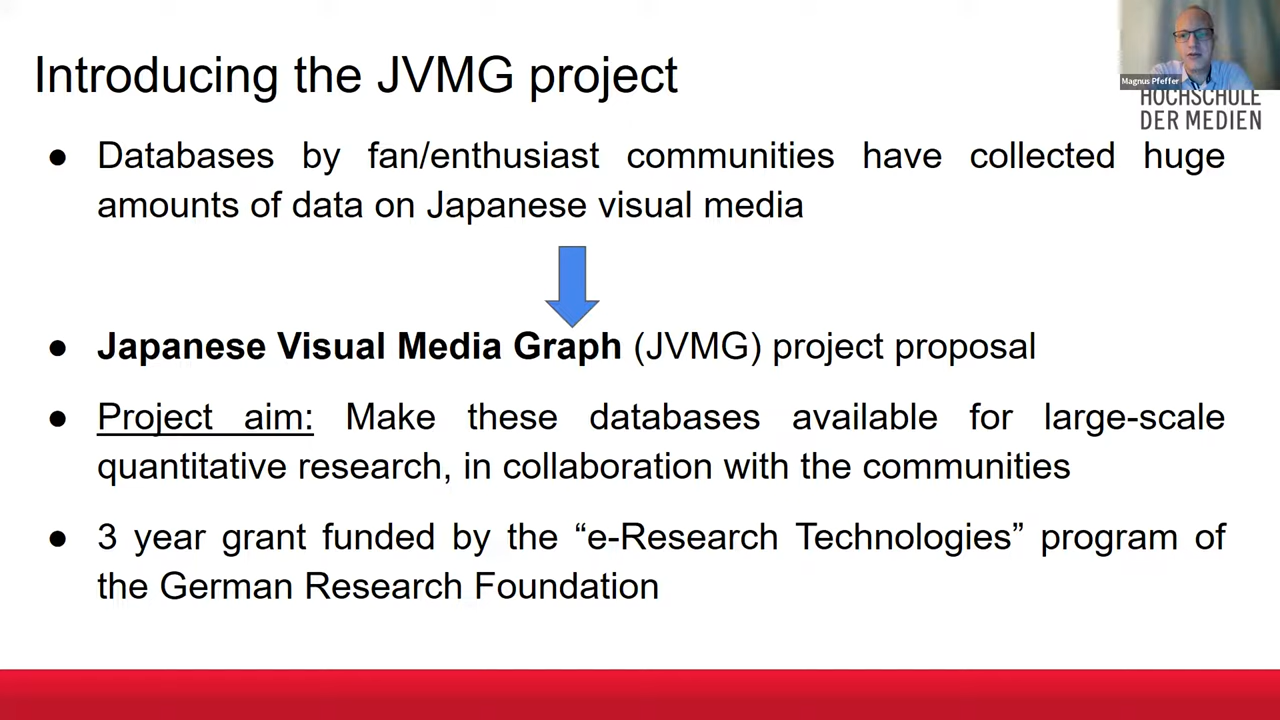 Introducing the JVMG project
Magnus Pfeffer
HOCHSCHULE
DER MEDIEN
● Databases by fan/enthusiast communities have collected huge
amounts of data on Japanese visual media
● Japanese Visual Media Graph (JVMG) project proposal
● Project aim: Make these databases available for large-scale
quantitative research, in collaboration with the communities
● 3 year grant funded by the “e-Research Technologies” program of
the German Research Foundation